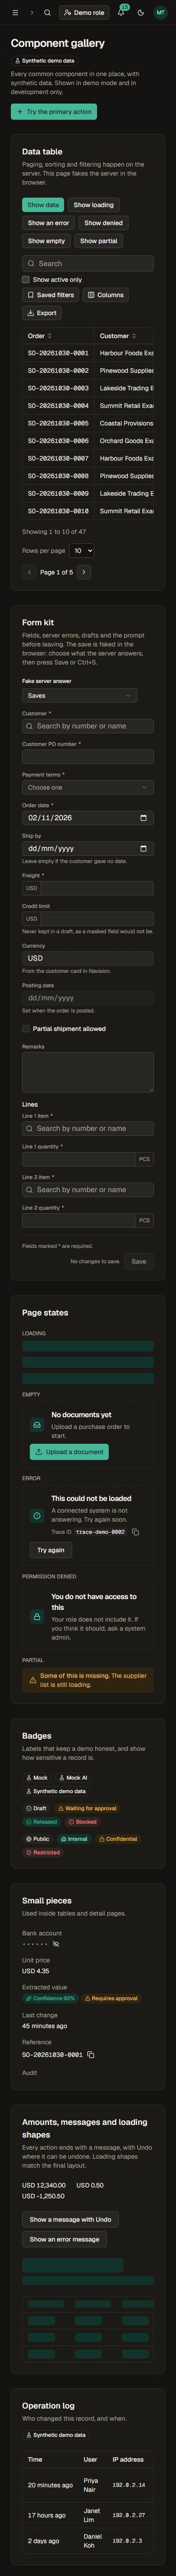 Demo role
15
MT
Component gallery
Synthetic demo data
Every common component in one place, with
synthetic data. Shown in demo mode and in
development only.
Try the primary action
Data table
Paging, sorting and filtering happen on the
server. This page fakes the server in the
browser.
Show data
Show loading
Show an error
Show denied
Show empty
Show partial
Search
Show active only
Saved filters
Columns
Export
Order
Customer
SO-20261030-0001
Harbour Foods Exa
SO-20261030-0002
Pinewood Supplies
SO-20261030-0003
Lakeside Trading E
SO-20261030-0004
Summit Retail Exam
SO-20261030-0005
Coastal Provisions
SO-20261030-0006
Orchard Goods Ex
SO-20261030-0007
Harbour Foods Exa
SO-20261030-0008
Pinewood Supplies
SO-20261030-0009
Lakeside Trading E
SO-20261030-0010
Summit Retail Exam
Showing 1 to 10 of 47
Rows per page
10
Page 1 of 5
Form kit
Fields, server errors, drafts and the prompt
before leaving. The save is faked in the
browser: choose what the server answers,
then press Save or Ctrl+S.
Fake server answer
Saves
Customer *
Search by number or name
Customer PO number *
Payment terms *
Choose one
Order date *
02/11/2026
Ship by
dd/mm/yyyy
Leave empty if the customer gave no date.
Freight *
USD
Credit limit
USD
Never kept in a draft, as a masked field would not be.
Currency
USD
From the customer card in Navision.
Posting date
dd/mm/yyyy
Set when the order is posted.
Partial shipment allowed
Remarks
Lines
Line 1 item *
Search by number or name
Line 1 quantity *
PCS
Line 2 item *
Search by number or name
Line 2 quantity *
PCS
Fields marked * are required.
No changes to save.
Save
Page states
LOADING
EMPTY
No documents yet
Upload a purchase order to
start.
Upload a document
ERROR
This could not be loaded
A connected system is not
answering. Try again soon.
Trace ID trace-demo-0002
Try again
PERMISSION DENIED
You do not have access to
this
Your role does not include it. If
you think it should, ask a system
admin.
PARTIAL
Some of this is missing. The supplier
list is still loading.
Badges
Labels that keep a demo honest, and show
how sensitive a record is.
Mock
Mock AI
Synthetic demo data
Draft
Waiting for approval
Released
Blocked
Public
Internal
Confidential
Restricted
Small pieces
Used inside tables and detail pages.
Bank account
••••••
Unit price
USD 4.35
Extracted value
Confidence 92%
Requires approval
Last change
45 minutes ago
Reference
SO-20261030-0001
Audit
Amounts, messages and loading
shapes
Every action ends with a message, with Undo
where it can be undone. Loading shapes
match the final layout.
USD 12,340.00
USD 0.50
USD -1,250.50
Show a message with Undo
Show an error message
Operation log
Who changed this record, and when.
Synthetic demo data
Time
User
IP address
20 minutes ago
Priya
Nair
192.0.2.14
17 hours ago
Janet
Lim
192.0.2.27
2 days ago
Daniel
Koh
192.0.2.3